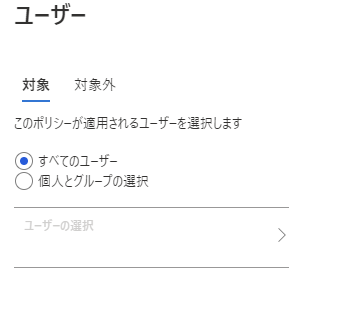 ユーザー
対象 対象外
このポリシーが適用されるユーザーを選択します
すべてのユーザー
個人とグループの選択
ユーザーの選択